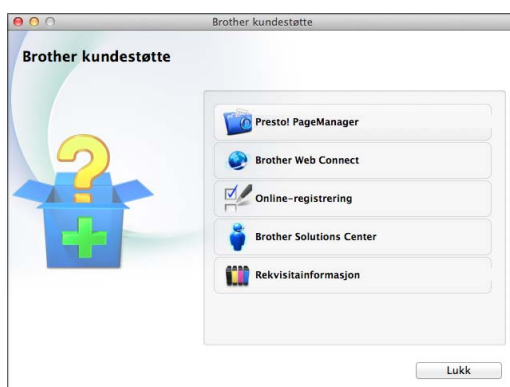 Brother kundestøtte
Brother kundestøtte
Presto! PageManager
Brother Web Connect
Online-registrering
Brother Solutions Center
Rekvisitainformasjon
Lukk